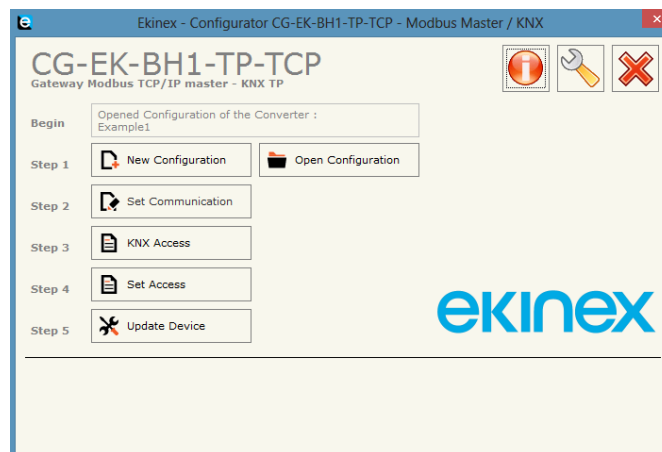 Ekinex - Configurator CG-EK-BH1-TP-TCP - Modbus Master / KNX
CG-EK-BH1-TP-TCP
Gateway Modbus TCP/IP master - KNX TP
Begin
Opened Configuration of the Converter :
Example1
Step 1
New Configuration
Open Configuration
Step 2
Set Communication
Step 3
KNX Access
Step 4
Set Access
Step 5
Update Device
ekinex